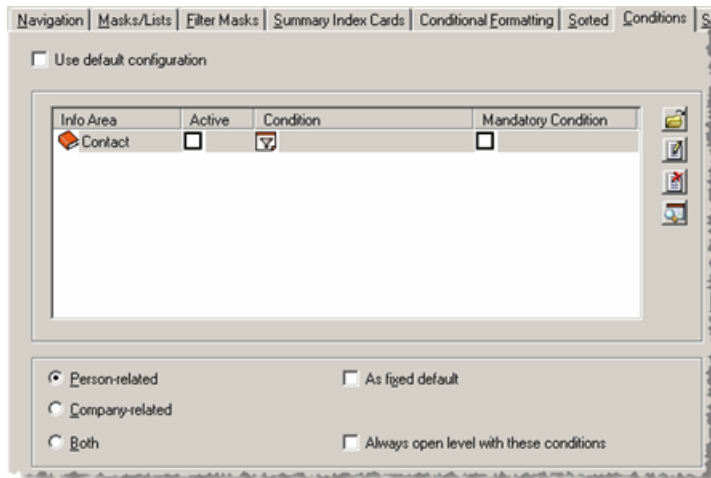 Navigation Masks/Lists Filter Masks Summary Index Cards Conditional Formatting Sorted Conditions S
Use default configuration
Info Area Active Condition Mandatory Condition
Contact
Person-related As fixed default
Company-related
Both Always open level with these conditions